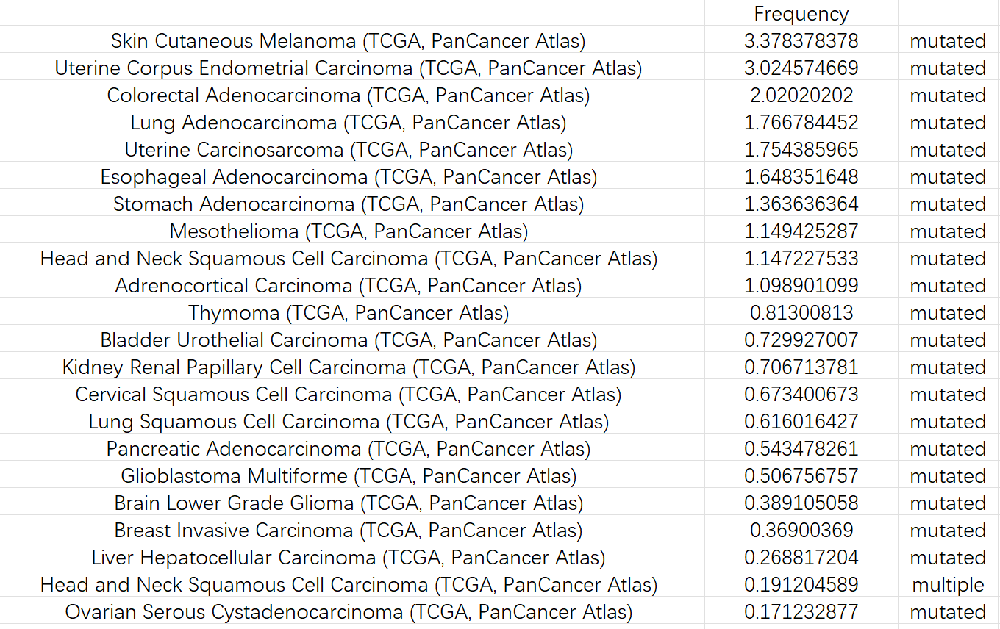 Frequency
Skin Cutaneous Melanoma (TCGA, PanCancer Atlas) 3.378378378 mutated
Uterine Corpus Endometrial Carcinoma (TCGA, PanCancer Atlas) 3.024574669 mutated
Colorectal Adenocarcinoma (TCGA, PanCancer Atlas) 2.02020202 mutated
Lung Adenocarcinoma (TCGA, PanCancer Atlas) 1.766784452 mutated
Uterine Carcinosarcoma (TCGA, PanCancer Atlas) 1.754385965 mutated
Esophageal Adenocarcinoma (TCGA, PanCancer Atlas) 1.648351648 mutated
Stomach Adenocarcinoma (TCGA, PanCancer Atlas) 1.363636364 mutated
Mesothelioma (TCGA, PanCancer Atlas) 1.149425287 mutated
Head and Neck Squamous Cell Carcinoma (TCGA, PanCancer Atlas) 1.147227533 mutated
Adrenocortical Carcinoma (TCGA, PanCancer Atlas) 1.098901099 mutated
Thymoma (TCGA, PanCancer Atlas) 0.81300813 mutated
Bladder Urothelial Carcinoma (TCGA, PanCancer Atlas) 0.729927007 mutated
Kidney Renal Papillary Cell Carcinoma (TCGA, PanCancer Atlas) 0.706713781 mutated
Cervical Squamous Cell Carcinoma (TCGA, PanCancer Atlas) 0.673400673 mutated
Lung Squamous Cell Carcinoma (TCGA, PanCancer Atlas) 0.616016427 mutated
Pancreatic Adenocarcinoma (TCGA, PanCancer Atlas) 0.543478261 mutated
Glioblastoma Multiforme (TCGA, PanCancer Atlas) 0.506756757 mutated
Brain Lower Grade Glioma (TCGA, PanCancer Atlas) 0.389105058 mutated
Breast Invasive Carcinoma (TCGA, PanCancer Atlas) 0.36900369 mutated
Liver Hepatocellular Carcinoma (TCGA, PanCancer Atlas) 0.268817204 mutated
Head and Neck Squamous Cell Carcinoma (TCGA, PanCancer Atlas) 0.191204589 multiple
Ovarian Serous Cystadenocarcinoma (TCGA, PanCancer Atlas) 0.171232877 mutated